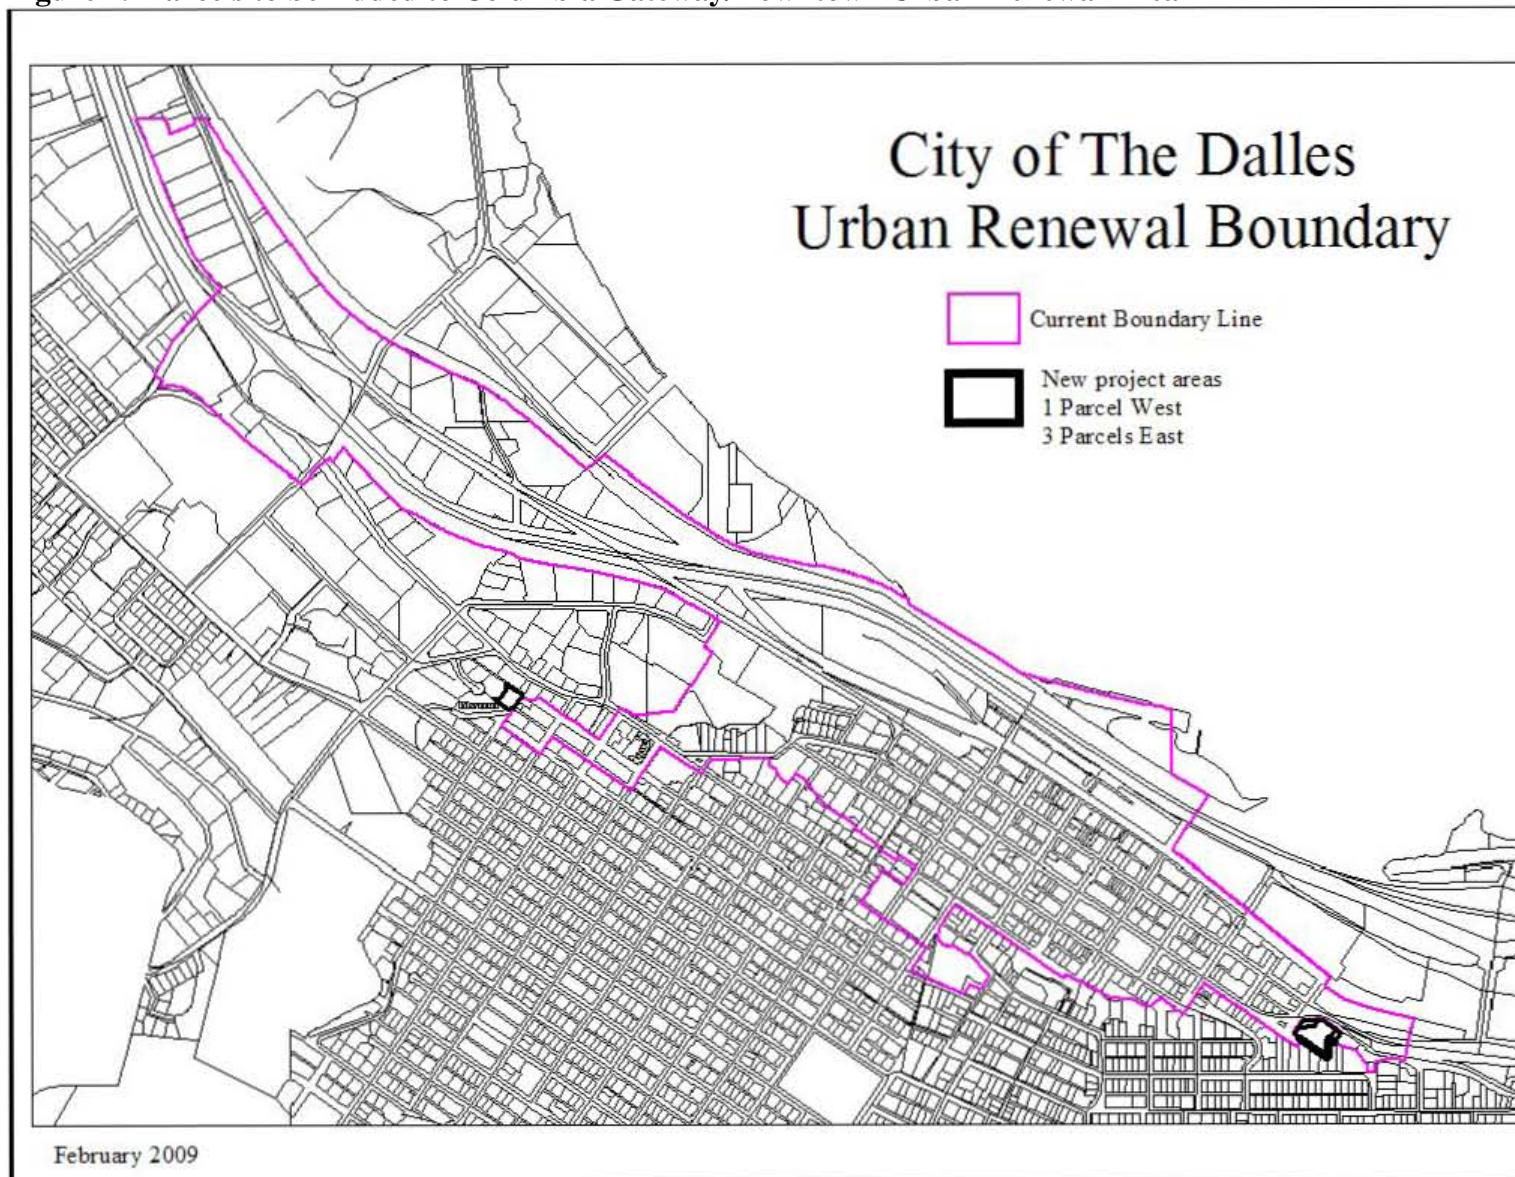 City of The Dalles
Urban Renewal Boundary
Current Boundary Line
New project areas
1 Parcel West
3 Parcels East
February 2009